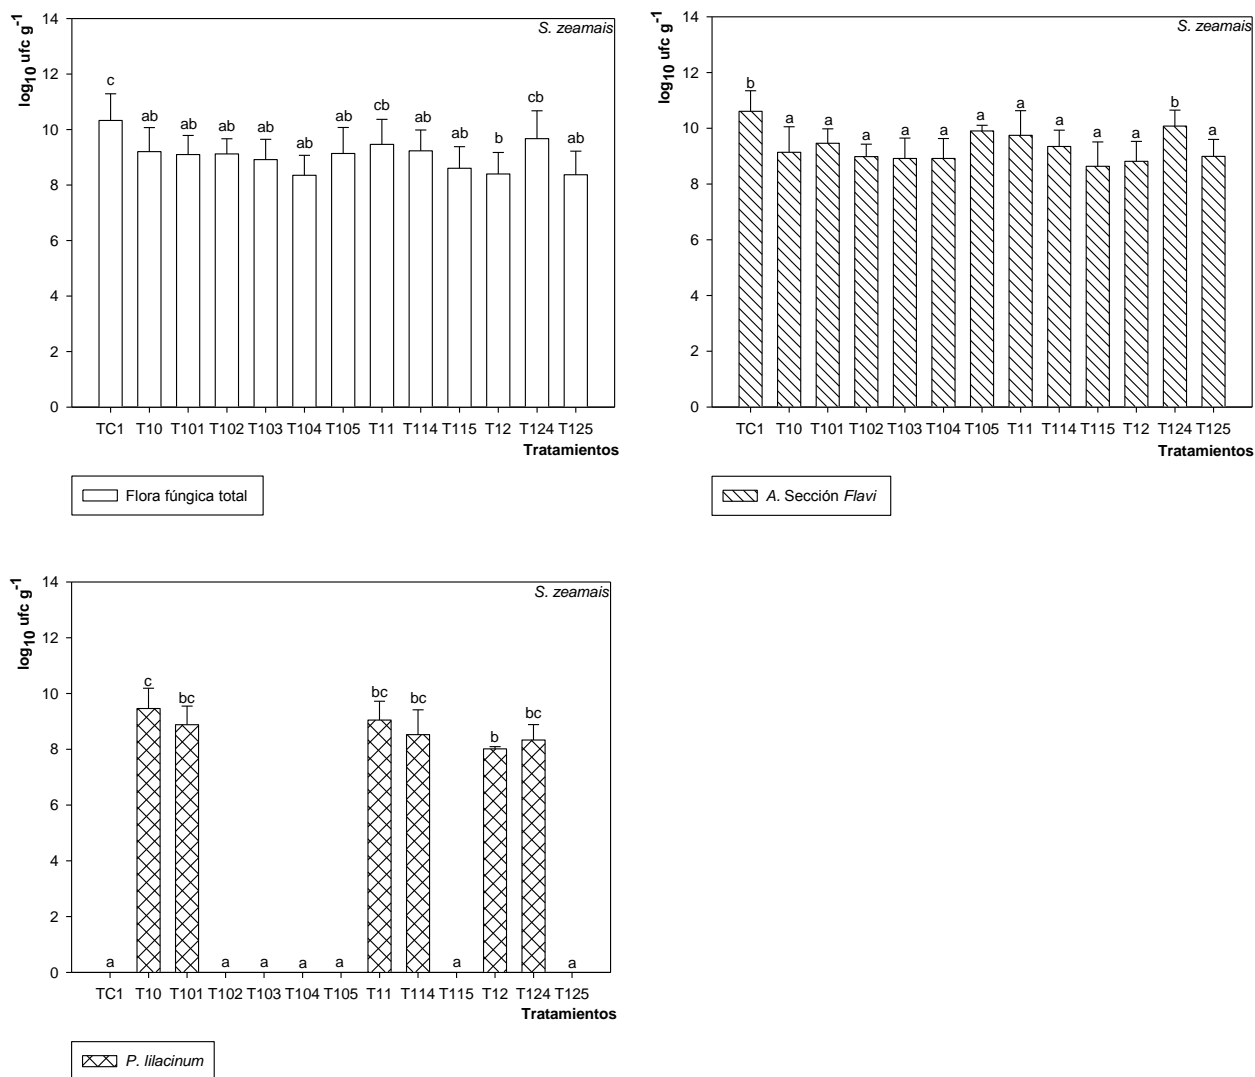 14
12
10
8
6
4
2
0
log10 ufc g-1
S. zeamais
c
ab
ab
ab
ab
ab
ab
cb
ab
ab
b
cb
ab
TC1 T10 T101 T102 T103 T104 T105 T11 T114 T115 T12 T124 T125
Tratamientos
Flora fúngica total
14
12
10
8
6
4
2
0
log10 ufc g-1
S. zeamais
b
a
a
a
a
a
a
a
a
a
a
b
a
TC1 T10 T101 T102 T103 T104 T105 T11 T114 T115 T12 T124 T125
Tratamientos
A. Sección Flavi
14
12
10
8
6
4
2
0
log10 ufc g-1
S. zeamais
a
c
bc
a
a
a
a
bc
bc
a
b
bc
a
TC1 T10 T101 T102 T103 T104 T105 T11 T114 T115 T12 T124 T125
Tratamientos
P. lilacinum